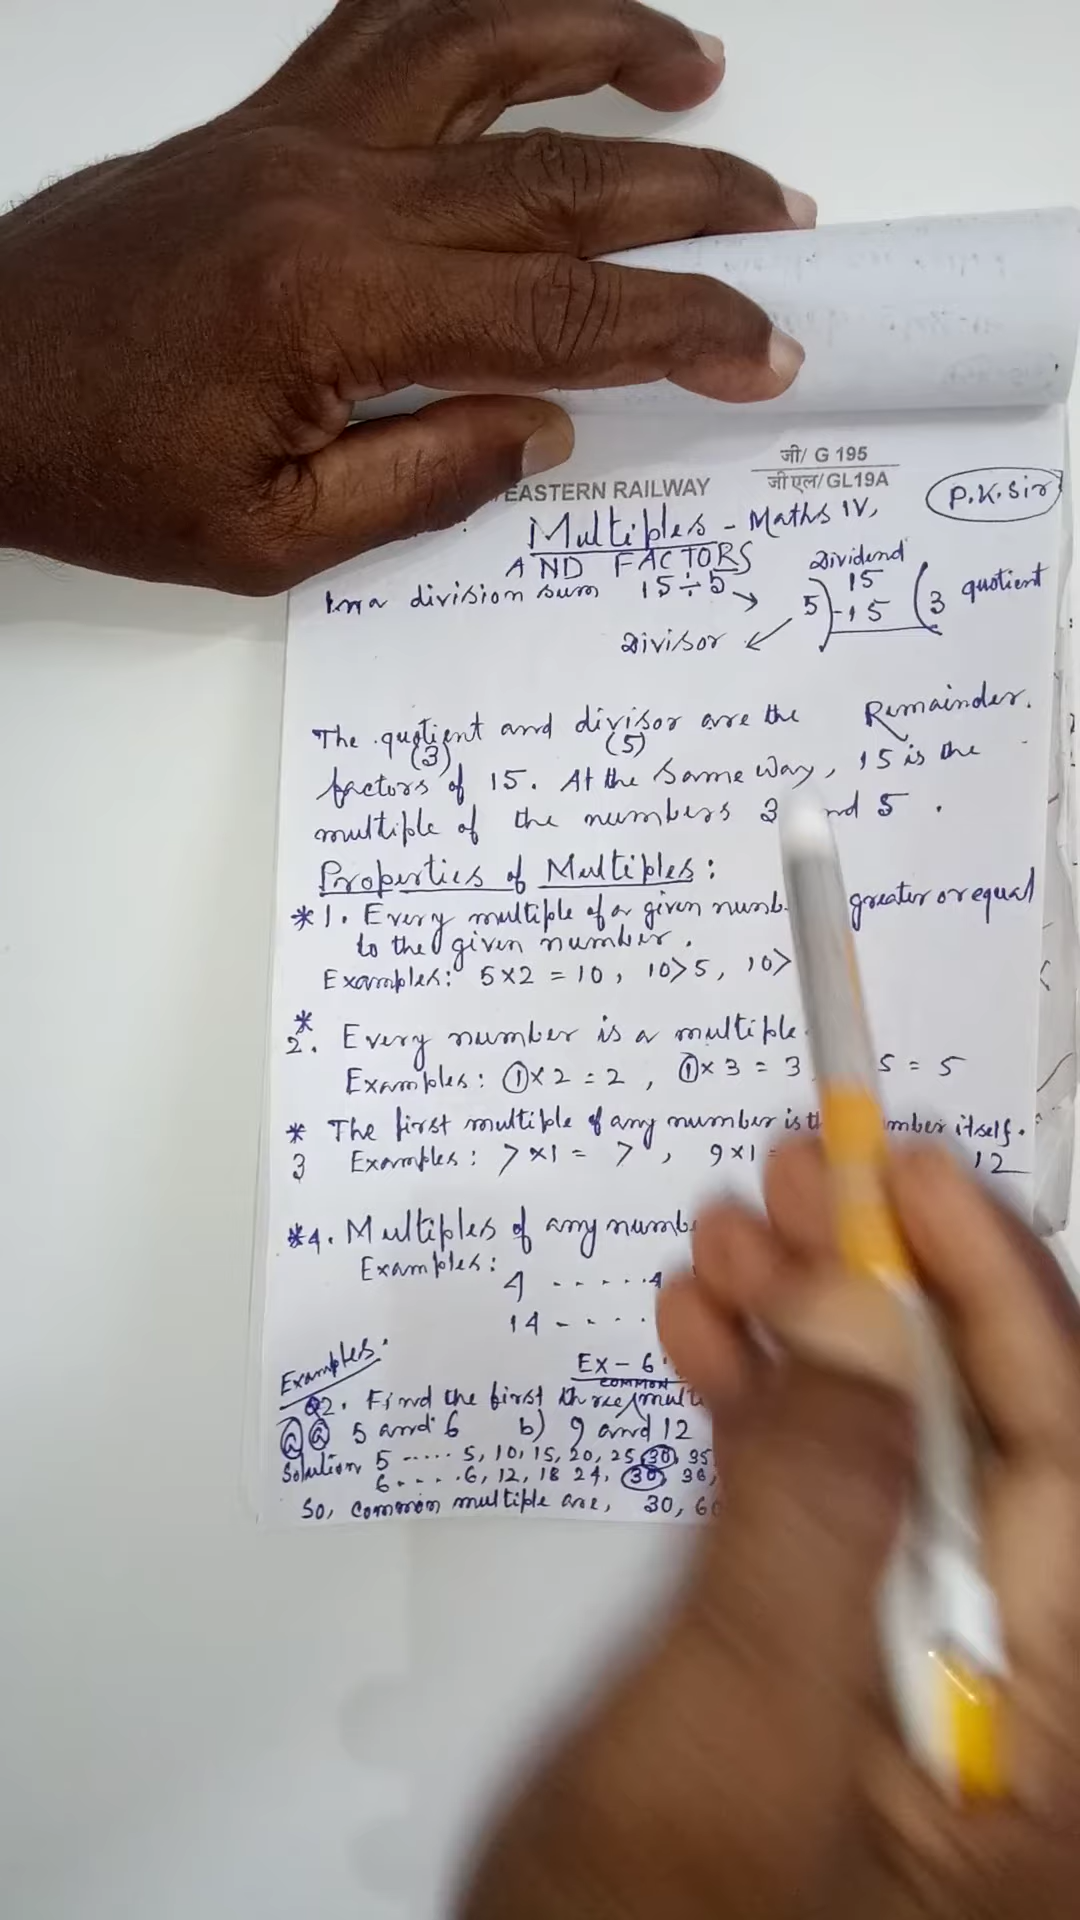 EASTERN RAILWAY
जी/ G 195
जीएल/GL19A
P.K.Sir
Multiples - Maths IV,
AND FACTORS
In a division sum 15÷5 →
Dividend
15
5) -15 (3 quotient
Divisor
Remainder.
The quotient and divisor are the
(3) (5)
factors of 15. At the same way, 15 is the
multiple of the numbers 3 5 .
Properties of Multiples :
*1. Every multiple of a given greater or equal
to the given number.
Examples: 5×2 = 10, 10>5, 10>
*
2. Every number is a multiple
Examples: 1×2 = 2, 1×3 = 3 5 = 5
* The first multiple of any number is itself.
3 Examples: 7×1 = 7, 9×1 = 12
*4. Multiples of any
Examples:
4 - - - - - 4
14 - - - -
Examples.
Ex - 6.
COMMON
Q2. Find the first three
a a 5 and 6 b) 9 and 12
Solution 5 ..... 5, 10, 15, 20, 25, 30, 35
6 .... 6, 12, 18 24, 30, 36,
So, common multiple are, 30, 60